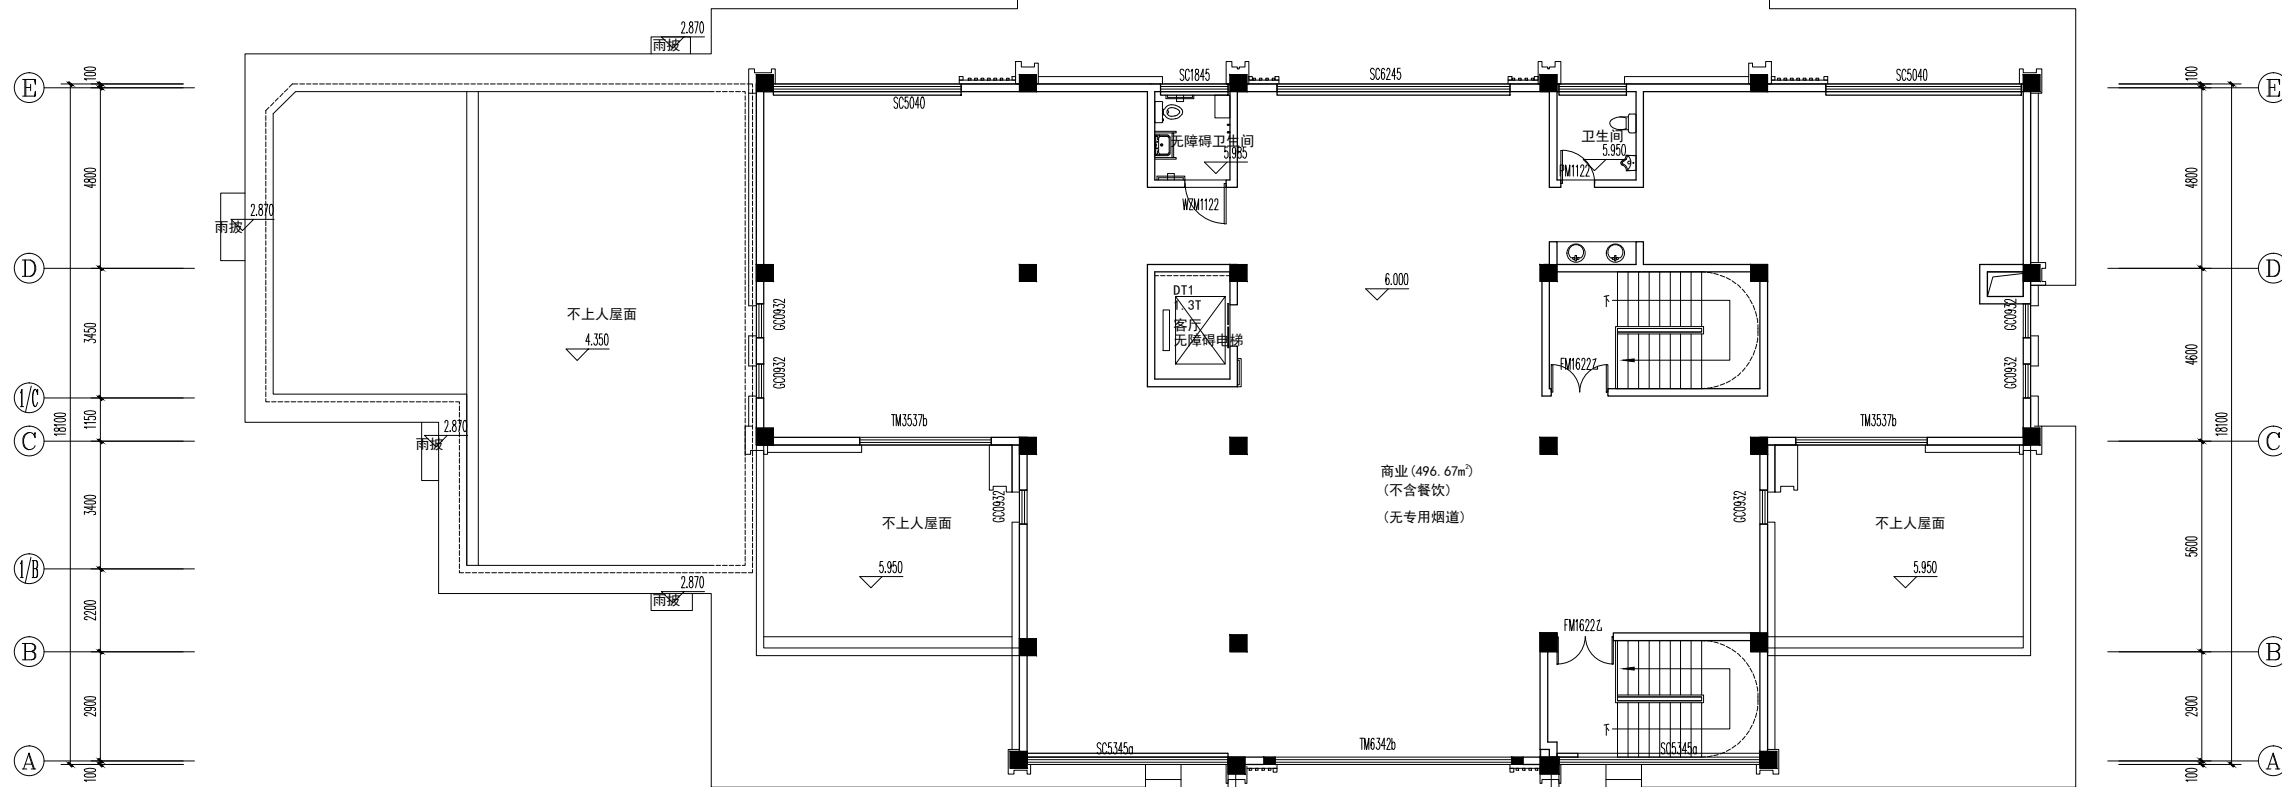 2.870
雨披
E
100
SC1845
SC6245
SC5040
100
E
SC5040
无障碍卫生间
5.985
卫生间
5.950
PM1122
4800
4800
2.870
雨披
WZM1122
D
D
6.000
DT1
1.3T
客厅
无障碍电梯
下
不上人屋面
4.350
GC0932
GC0932
3450
4600
GC0932
GC0932
FM1622乙
1/C
18100
1150
TM3537b
TM3537b
18100
C
2.870
雨披
C
商业(496.67㎡)
(不含餐饮)
(无专用烟道)
3400
GC0932
GC0932
不上人屋面
不上人屋面
5600
1/B
5.950
5.950
2.870
雨披
2200
FM1622乙
B
B
2900
2900
下
SC5345a
TM6342b
SC5345a
A
A
100
100